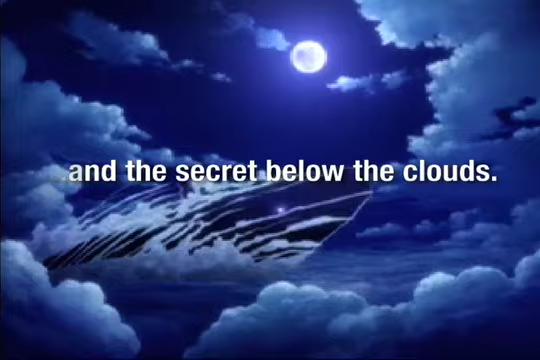 ...and the secret below the clouds.